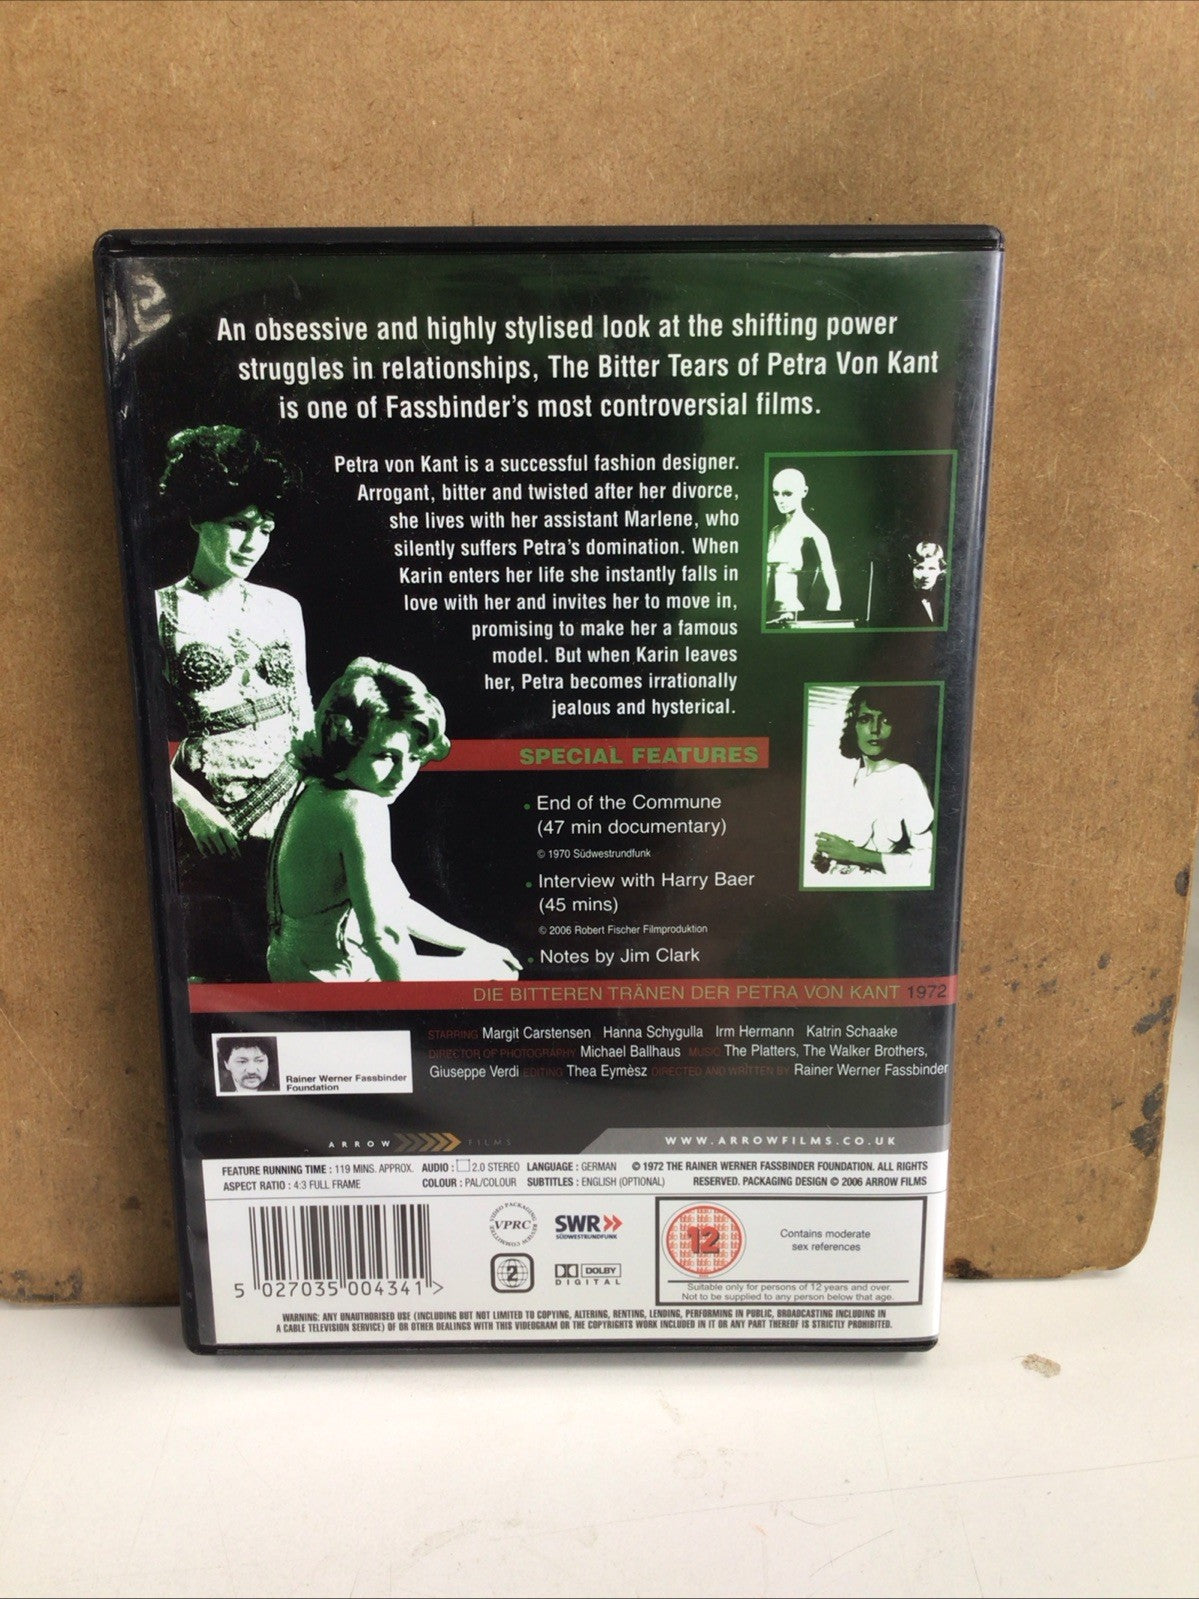 An obsessive and highly stylised look at the shifting power
struggles in relationships, The Bitter Tears of Petra Von Kant
is one of Fassbinder's most controversial films.
Petra von Kant is a successful fashion designer.
Arrogant, bitter and twisted after her divorce,
she lives with her assistant Marlene, who
silently suffers Petra's domination. When
Karin enters her life she instantly falls in
love with her and invites her to move in,
promising to make her a famous
model. But when Karin leaves
her, Petra becomes irrationally
jealous and hysterical.
SPECIAL FEATURES
• End of the Commune
(47 min documentary)
© 1970 Südwestrundfunk
• Interview with Harry Baer
(45 mins)
© 2006 Robert Fischer Filmproduktion
• Notes by Jim Clark
DIE BITTEREN TRÄNEN DER PETRA VON KANT 1972
STARRING Margit Carstensen Hanna Schygulla Irm Hermann Katrin Schaake
DIRECTOR OF PHOTOGRAPHY Michael Ballhaus MUSIC The Platters, The Walker Brothers,
Giuseppe Verdi EDITING Thea Eymèsz DIRECTED AND WRITTEN BY Rainer Werner Fassbinder
Rainer Werner Fassbinder
Foundation
ARROW FILMS
WWW.ARROWFILMS.CO.UK
FEATURE RUNNING TIME : 119 MINS. APPROX. AUDIO : 2.0 STEREO LANGUAGE : GERMAN © 1972 THE RAINER WERNER FASSBINDER FOUNDATION. ALL RIGHTS
ASPECT RATIO : 4:3 FULL FRAME COLOUR : PAL/COLOUR SUBTITLES : ENGLISH (OPTIONAL) RESERVED. PACKAGING DESIGN © 2006 ARROW FILMS
5 027035 004341 >
VIDEO PACKAGING REVIEW COMMITTEE
VPRC
SWR
SÜDWESTRUNDFUNK
2
DOLBY
DIGITAL
12
Contains moderate
sex references
Suitable only for persons of 12 years and over.
Not to be supplied to any person below that age.
WARNING: ANY UNAUTHORISED USE (INCLUDING BUT NOT LIMITED TO COPYING, ALTERING, RENTING, LENDING, PERFORMING IN PUBLIC, BROADCASTING INCLUDING IN
A CABLE TELEVISION SERVICE) OF OR OTHER DEALINGS WITH THIS VIDEOGRAM OR THE COPYRIGHTS WORK INCLUDED IN IT OR ANY PART THEREOF IS STRICTLY PROHIBITED.